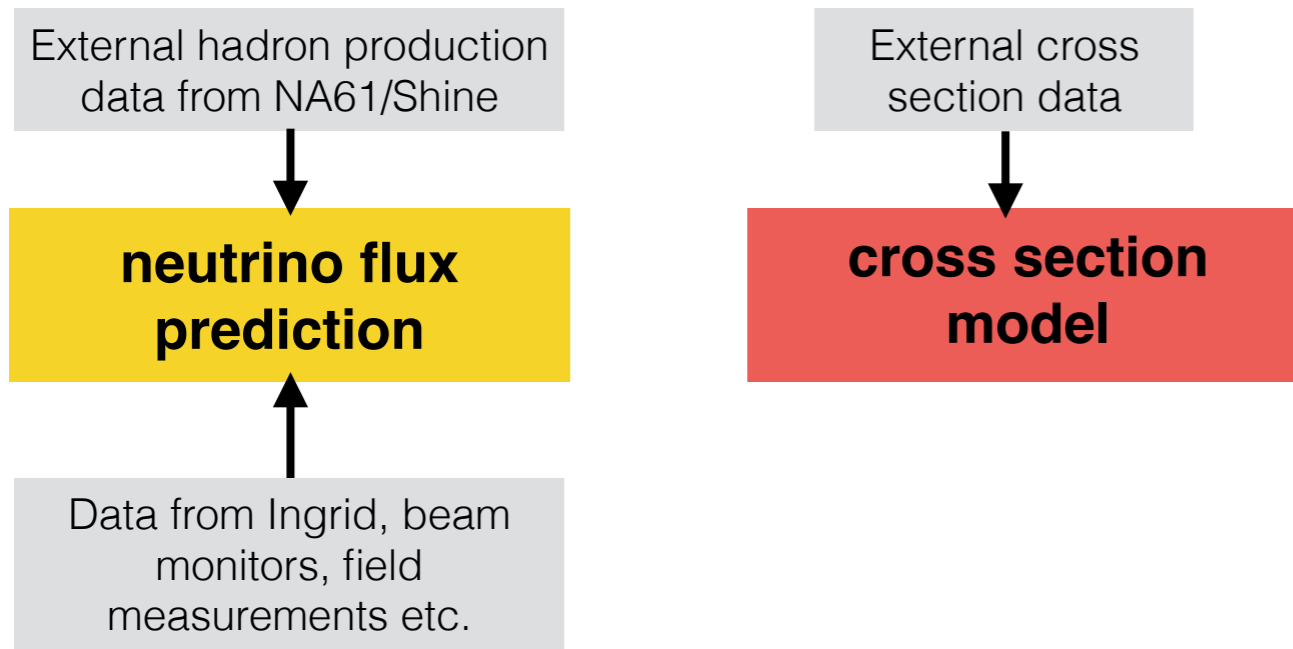 External hadron production
data from NA61/Shine
External cross
section data
neutrino flux
prediction
cross section
model
Data from Ingrid, beam
monitors, field
measurements etc.